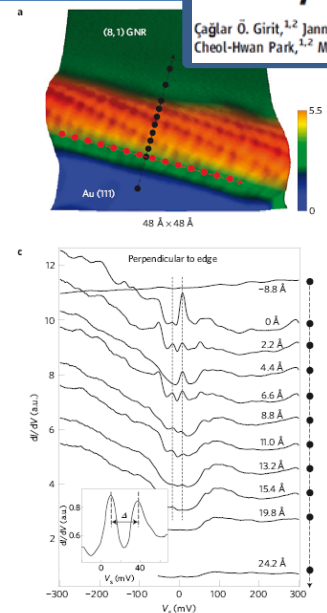 a
(8,1) GNR
Çağlar Ö. Girit,1,2 Jann
Cheol-Hwan Park,1,2 M
5.5
0
Au (111)
48 Å × 48 Å
c
Perpendicular to edge
12
10
8
6
4
2
dI/dV (a.u.)
−8.8 Å
0 Å
2.2 Å
4.4 Å
6.6 Å
8.8 Å
11.0 Å
13.2 Å
15.4 Å
19.8 Å
24.2 Å
dI/dV (a.u.)
0.8
0.6
Δ
0 40
Vs (mV)
−300 −200 −100 0 100 200 300
Vs (mV)